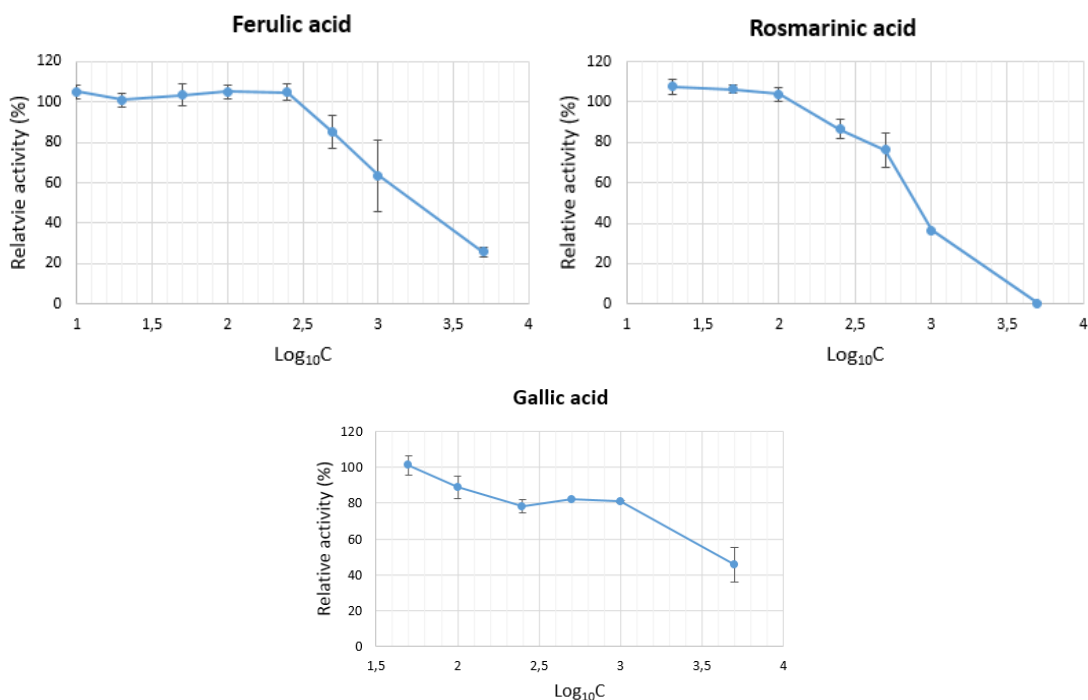 Ferulic acid
Relatvie activity (%)
120
100
80
60
40
20
0
1 1,5 2 2,5 3 3,5 4
Log₁₀C
Rosmarinic acid
Relative activity (%)
120
100
80
60
40
20
0
1 1,5 2 2,5 3 3,5 4
Log₁₀C
Gallic acid
Relative activity (%)
120
100
80
60
40
20
0
1,5 2 2,5 3 3,5 4
Log₁₀C